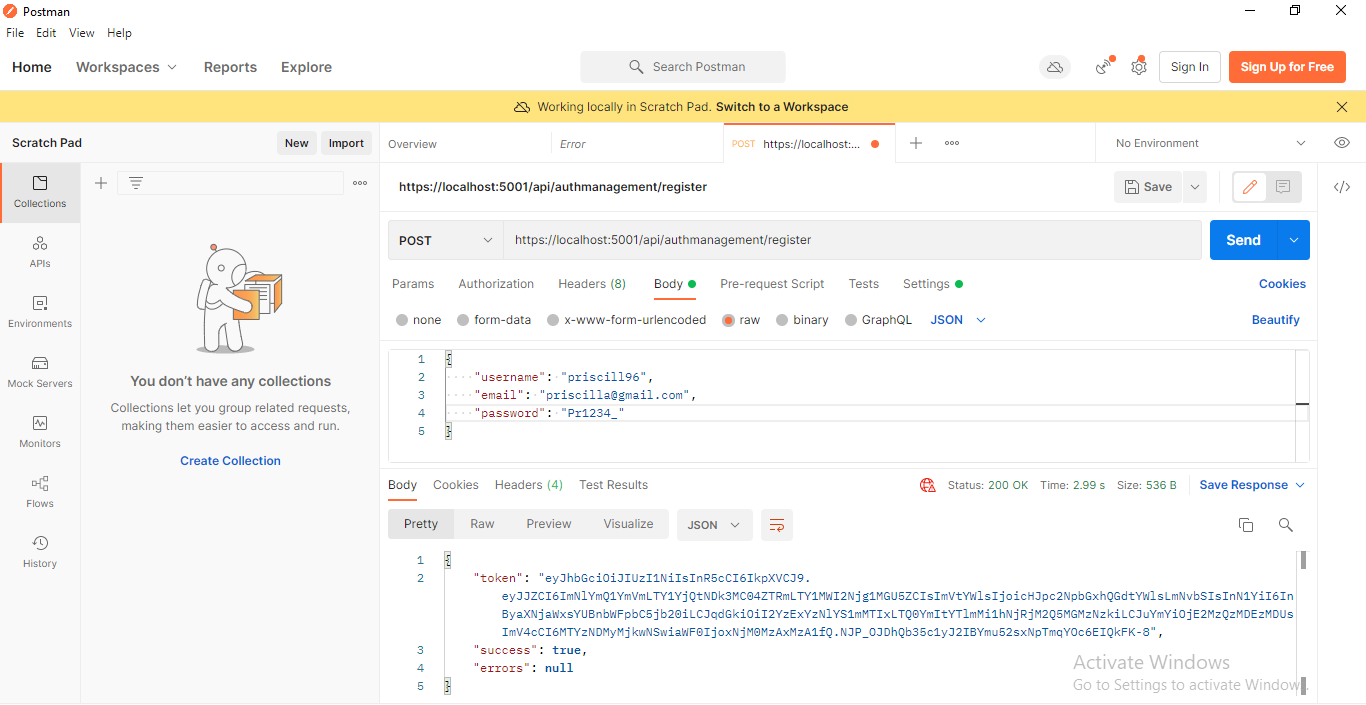 Postman
File Edit View Help
Home Workspaces Reports Explore Search Postman Sign In Sign Up for Free
Working locally in Scratch Pad. Switch to a Workspace
Scratch Pad New Import Overview Error POST https://localhost:... No Environment
https://localhost:5001/api/authmanagement/register Save
Collections
APIs
Environments
Mock Servers
Monitors
Flows
History
You don't have any collections
Collections let you group related requests,
making them easier to access and run.
Create Collection
POST https://localhost:5001/api/authmanagement/register Send
Params Authorization Headers (8) Body Pre-request Script Tests Settings Cookies
none form-data x-www-form-urlencoded raw binary GraphQL JSON Beautify
1 {
2 "username": "priscill96",
3 "email": "priscilla@gmail.com",
4 "password": "Pr1234_"
5 }
Body Cookies Headers (4) Test Results Status: 200 OK Time: 2.99 s Size: 536 B Save Response
Pretty Raw Preview Visualize JSON
1 {
2 "token": "eyJhbGciOiJIUzI1NiIsInR5cCI6IkpXVCJ9.
eyJJZCI6ImNlYmQ1YmVmLTY1YjQtNDk3MC04ZTRmLTY1MWI2Njg1MGU5ZCIsImVtYWlsIjoicHJpc2NpbGxhQGdtYWlsLmNvbSIsInN1YiI6In
ByaXNjaWxsYUBnbWFpbC5jb20iLCJqdGkiOiI2YzExYzNlYS1mMTIxLTQ0YmItYTlmMi1hNjRjM2Q5MGMzNzkiLCJuYmYiOjE2MzQzMDEzMDUs
ImV4cCI6MTYzNDMyMjkwNSwiaWF0IjoxNjM0MzAxMzA1fQ.NJP_OJDhQb35c1yJ2IBYmu52sxNpTmqYOc6EIQkFK-8",
3 "success": true,
4 "errors": null
5 }
Activate Windows
Go to Settings to activate Windows.